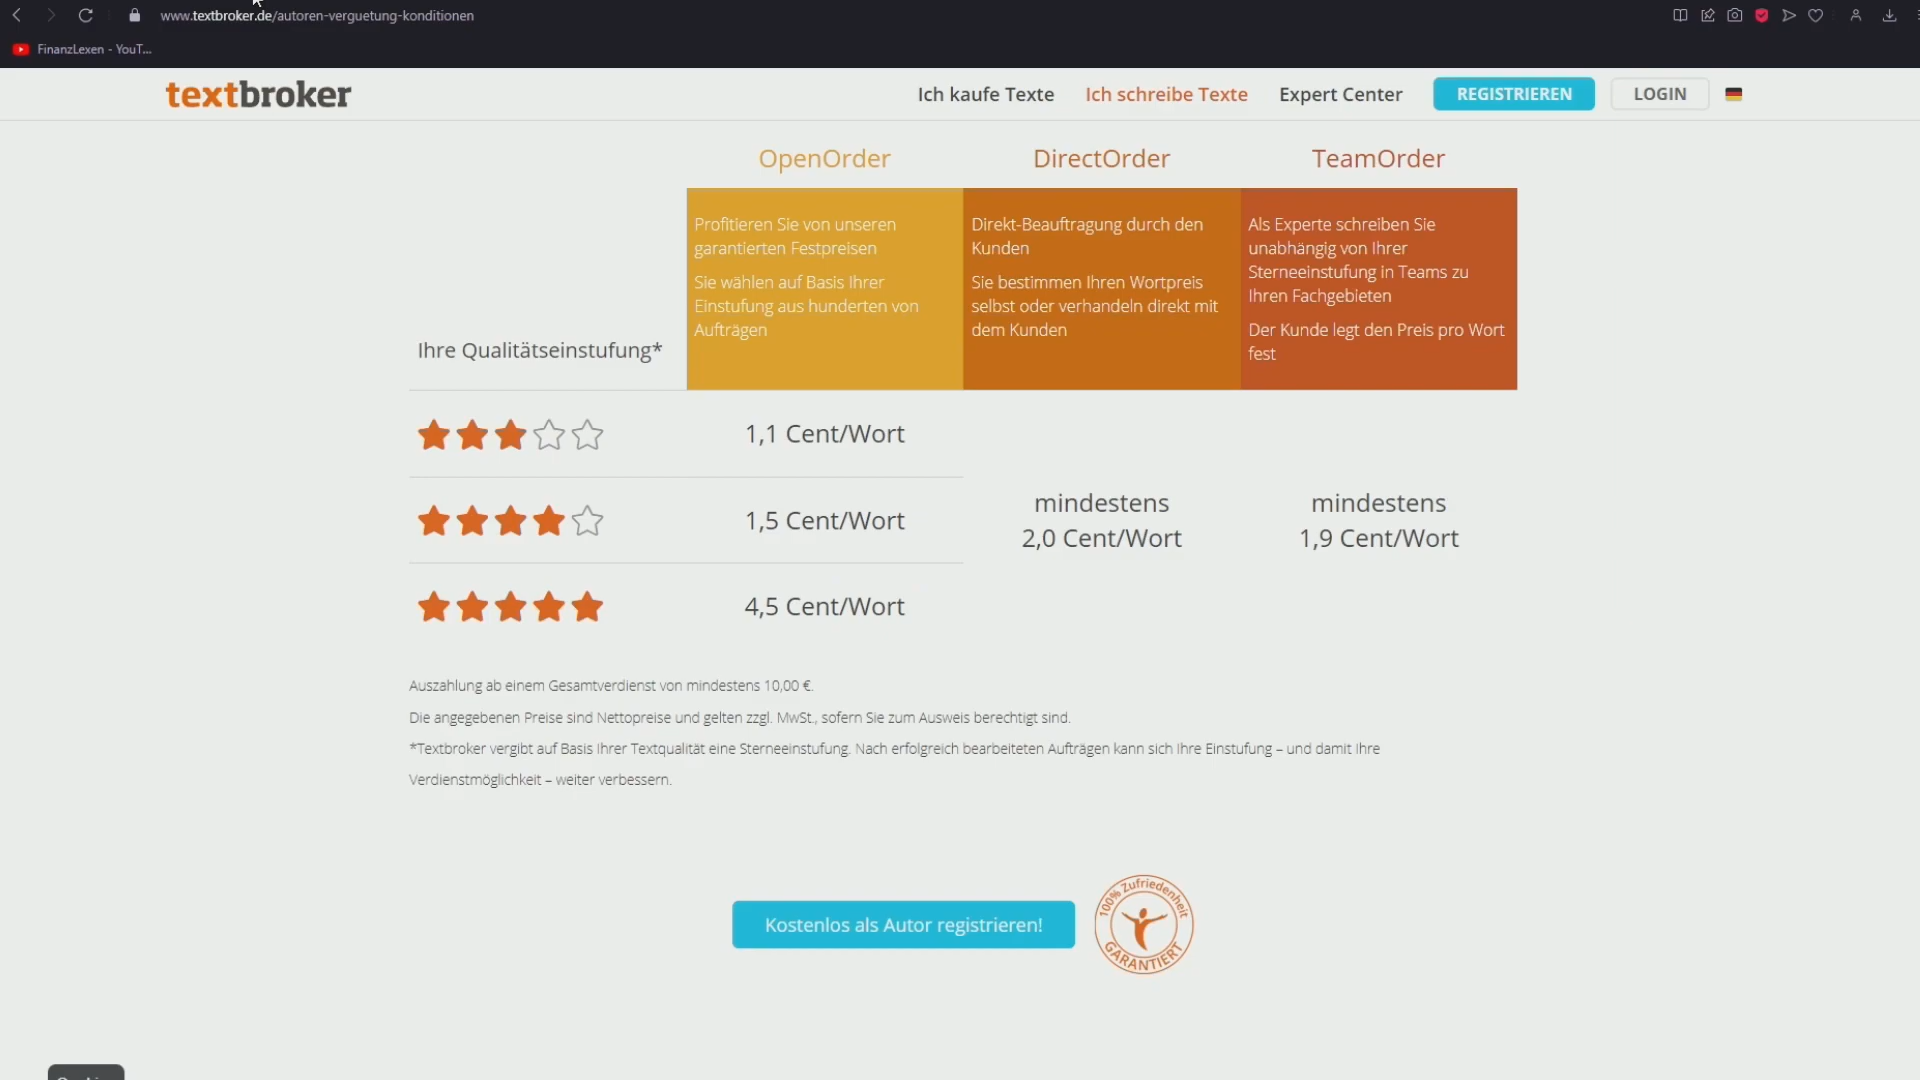 www.textbroker.de/autoren-verguetung-konditionen
FinanzLexen - YouT...
textbroker
Ich kaufe Texte
Ich schreibe Texte
Expert Center
REGISTRIEREN
LOGIN
OpenOrder
DirectOrder
TeamOrder
Profitieren Sie von unseren
garantierten Festpreisen
Sie wählen auf Basis Ihrer
Einstufung aus hunderten von
Aufträgen
Direkt-Beauftragung durch den
Kunden
Sie bestimmen Ihren Wortpreis
selbst oder verhandeln direkt mit
dem Kunden
Als Experte schreiben Sie
unabhängig von Ihrer
Sterneeinstufung in Teams zu
Ihren Fachgebieten
Der Kunde legt den Preis pro Wort
fest
Ihre Qualitätseinstufung*
1,1 Cent/Wort
1,5 Cent/Wort
4,5 Cent/Wort
mindestens
2,0 Cent/Wort
mindestens
1,9 Cent/Wort
Auszahlung ab einem Gesamtverdienst von mindestens 10,00 €.
Die angegebenen Preise sind Nettopreise und gelten zzgl. MwSt., sofern Sie zum Ausweis berechtigt sind.
*Textbroker vergibt auf Basis Ihrer Textqualität eine Sterneeinstufung. Nach erfolgreich bearbeiteten Aufträgen kann sich Ihre Einstufung – und damit Ihre
Verdienstmöglichkeit – weiter verbessern.
Kostenlos als Autor registrieren!
100% Zufriedenheit
GARANTIERT